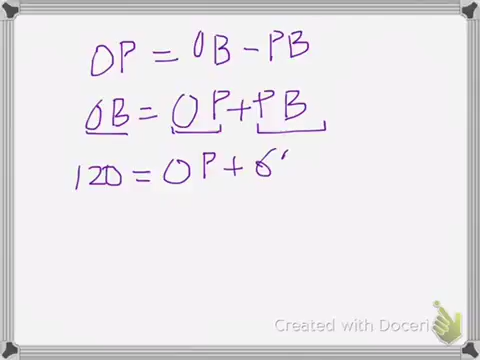 OP = OB - PB
OB = OP + PB
120 = OP + 6
Created with Doceri